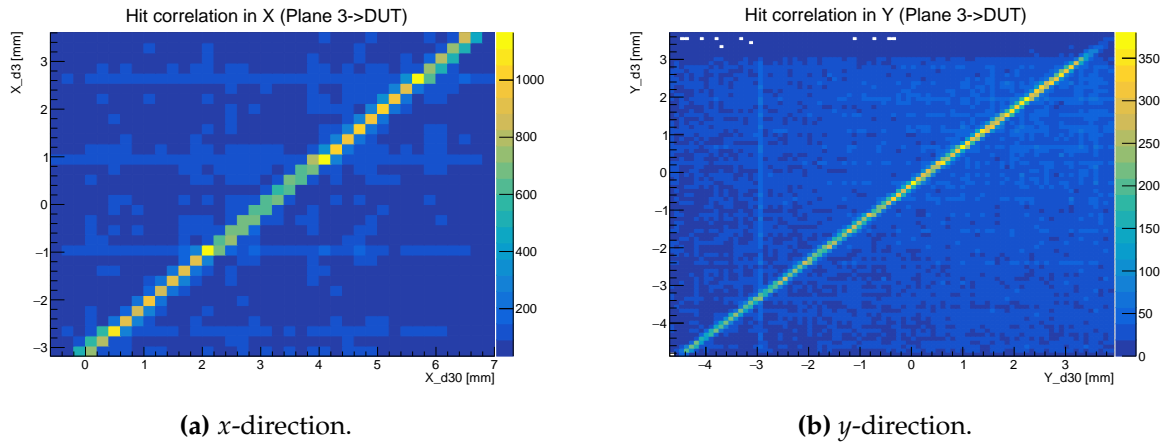 Hit correlation in X (Plane 3->DUT)
X_d3 [mm]
3
2
1
0
−1
−2
−3
0 1 2 3 4 5 6 7
X_d30 [mm]
1000
800
600
400
200
(a) x-direction.
Hit correlation in Y (Plane 3->DUT)
Y_d3 [mm]
3
2
1
0
−1
−2
−3
−4
−4 −3 −2 −1 0 1 2 3
Y_d30 [mm]
350
300
250
200
150
100
50
0
(b) y-direction.